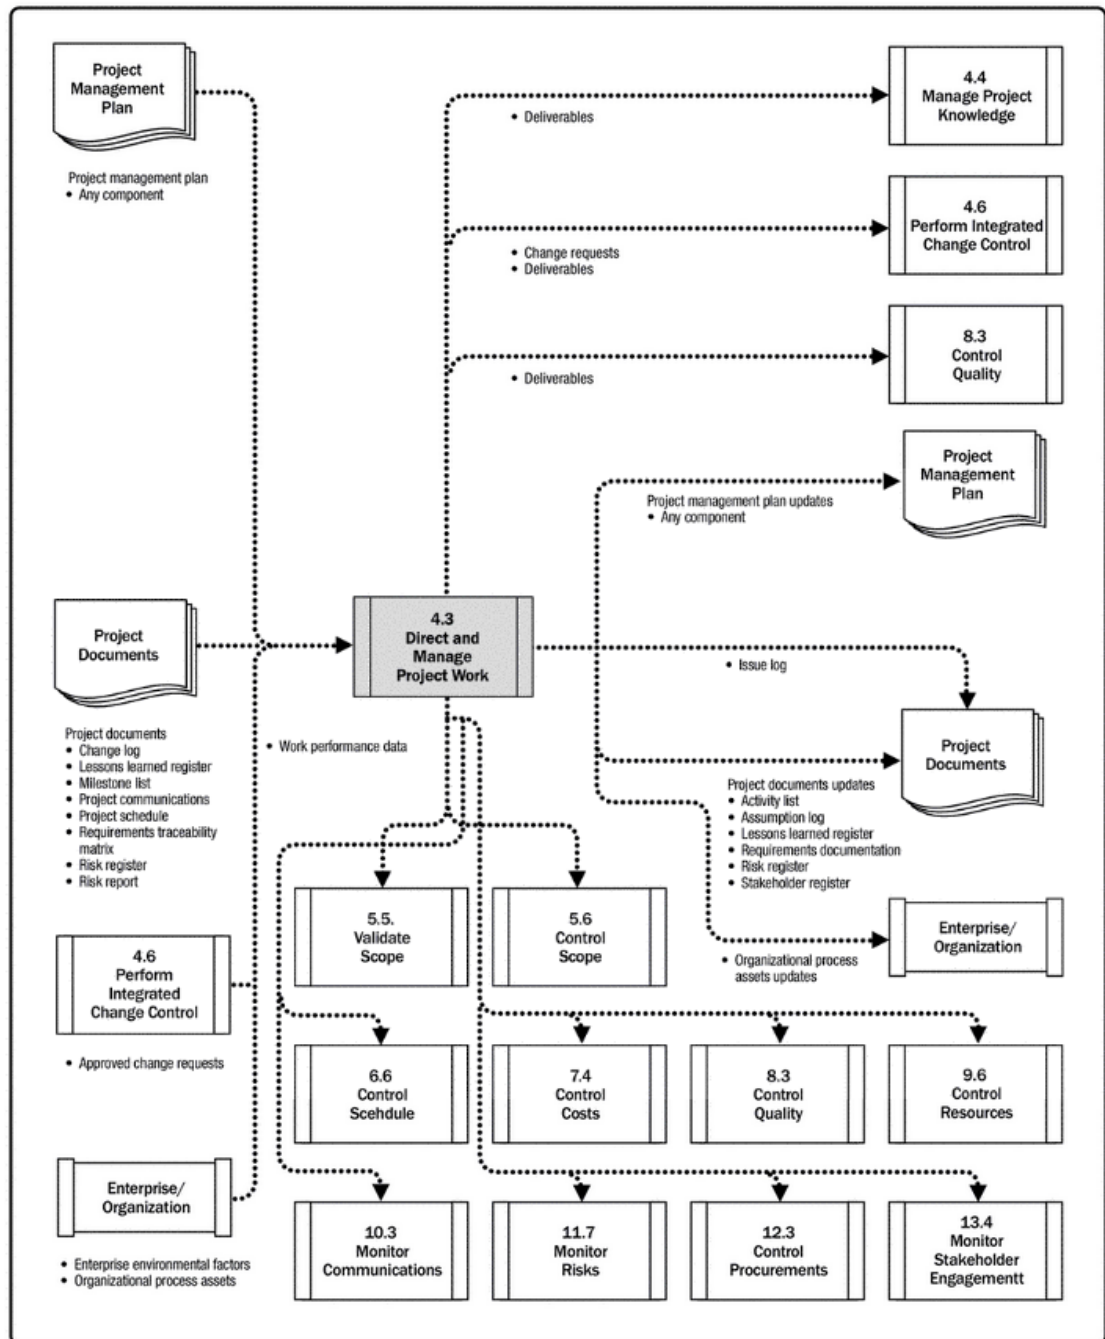 Project
Management
Plan
Project management plan
• Any component
4.4
Manage Project
Knowledge
• Deliverables
4.6
Perform Integrated
Change Control
• Change requests
• Deliverables
8.3
Control
Quality
• Deliverables
Project
Management
Plan
Project management plan updates
• Any component
4.3
Direct and
Manage
Project Work
Project
Documents
Project documents
• Change log
• Lessons learned register
• Milestone list
• Project communications
• Project schedule
• Requirements traceability
matrix
• Risk register
• Risk report
• Work performance data
• Issue log
Project
Documents
Project documents updates
• Activity list
• Assumption log
• Lessons learned register
• Requirements documentation
• Risk register
• Stakeholder register
5.5.
Validate
Scope
5.6
Control
Scope
Enterprise/
Organization
• Organizational process
assets updates
4.6
Perform
Integrated
Change Control
• Approved change requests
6.6
Control
Scehdule
7.4
Control
Costs
8.3
Control
Quality
9.6
Control
Resources
Enterprise/
Organization
• Enterprise environmental factors
• Organizational process assets
10.3
Monitor
Communications
11.7
Monitor
Risks
12.3
Control
Procurements
13.4
Monitor
Stakeholder
Engagementt